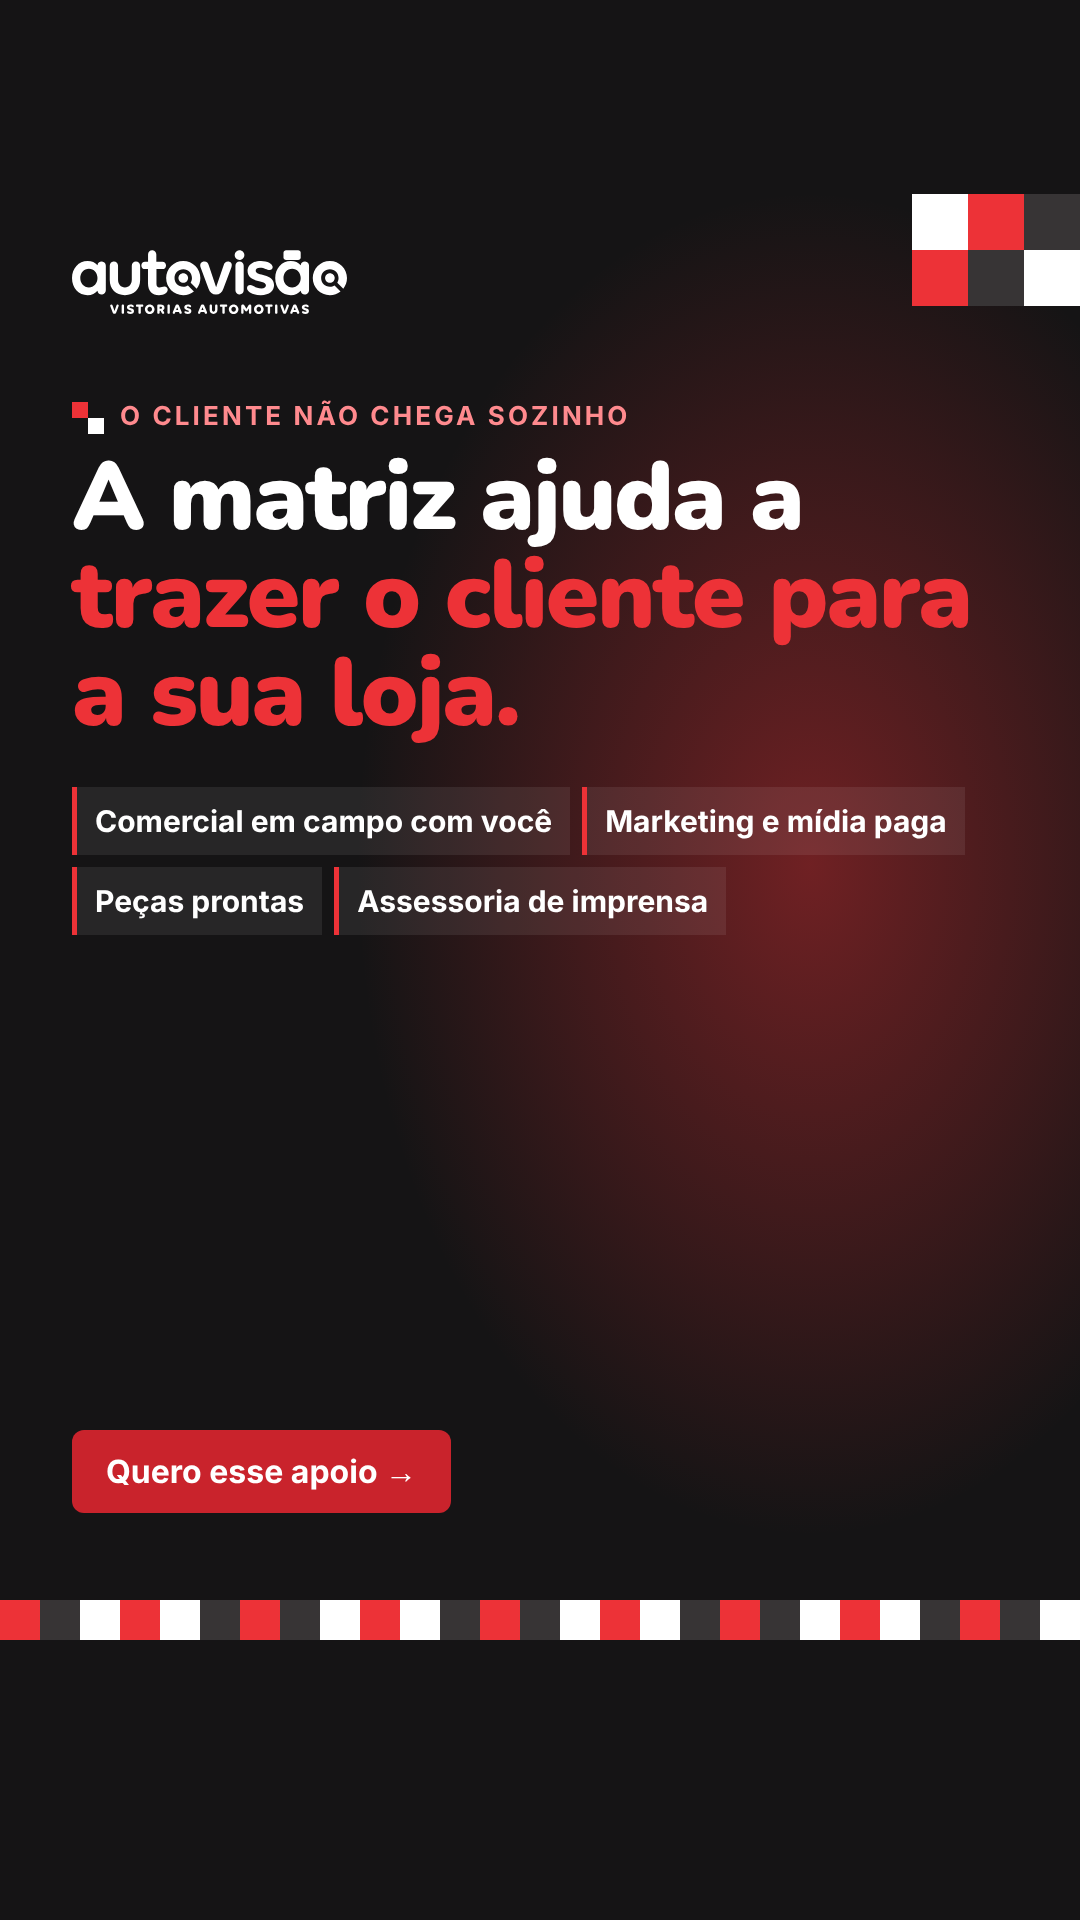 autovisão
VISTORIAS AUTOMOTIVAS
O CLIENTE NÃO CHEGA SOZINHO
A matriz ajuda a
trazer o cliente para
a sua loja.
Comercial em campo com você
Marketing e mídia paga
Peças prontas
Assessoria de imprensa
Quero esse apoio →